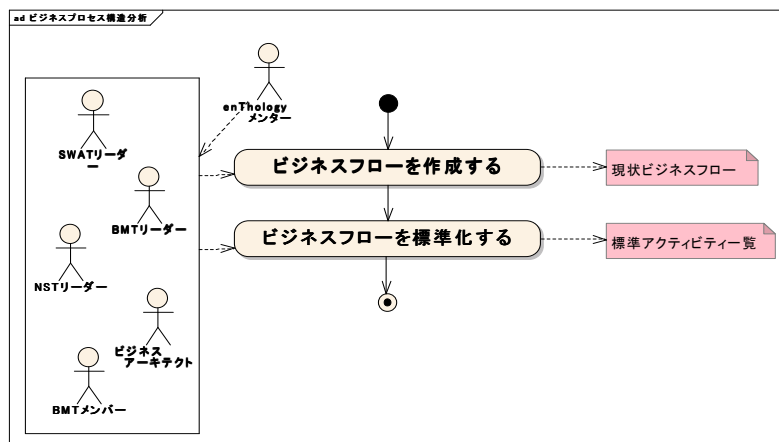 ad ビジネスプロセス構造分析
enThology
メンター
SWATリーダ
ー
BMTリーダー
NSTリーダー
ビジネス
アーキテクト
BMTメンバー
ビジネスフローを作成する
現状ビジネスフロー
ビジネスフローを標準化する
標準アクティビティ一覧